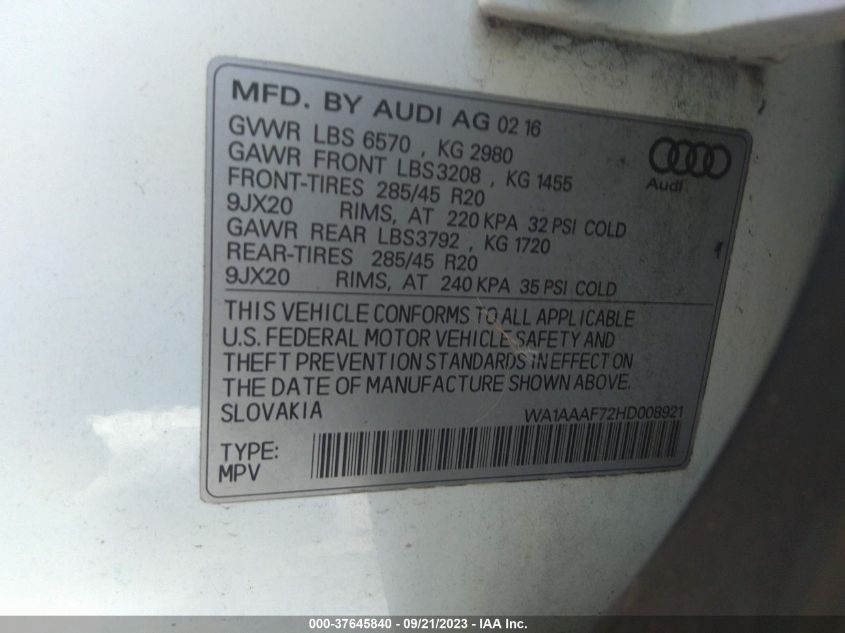 MFD. BY AUDI AG 02 16
GVWR LBS 6570 , KG 2980
GAWR FRONT LBS3208 , KG 1455
FRONT-TIRES 285/45 R20
9JX20 RIMS, AT 220 KPA 32 PSI COLD
GAWR REAR LBS3792 , KG 1720
REAR-TIRES 285/45 R20
9JX20 RIMS, AT 240 KPA 35 PSI COLD
Audi
THIS VEHICLE CONFORMS TO ALL APPLICABLE
U.S. FEDERAL MOTOR VEHICLE SAFETY AND
THEFT PREVENTION STANDARDS IN EFFECT ON
THE DATE OF MANUFACTURE SHOWN ABOVE.
SLOVAKIA WA1AAAF72HD008921
TYPE:
MPV
000-37645840 - 09/21/2023 - IAA Inc.